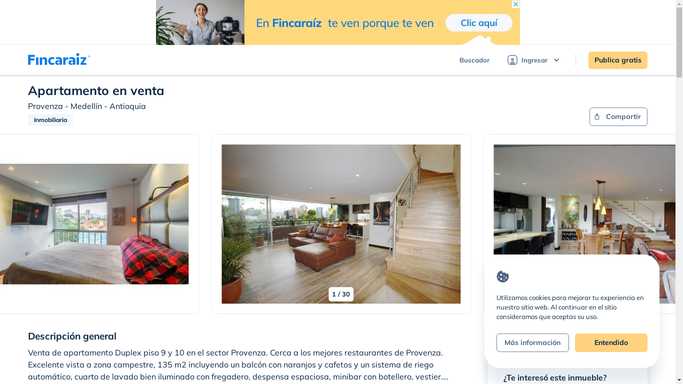 En Fincaraíz te ven porque te ven
Clic aquí
Fincaraíz
Buscador
Ingresar
Publica gratis
Apartamento en venta
Provenza - Medellín - Antioquia
Inmobiliaria
Compartir
1 / 30
Utilizamos cookies para mejorar tu experiencia en
nuestro sitio web. Al continuar en el sitio
consideramos que aceptas su uso.
Más información
Entendido
Descripción general
Venta de apartamento Duplex piso 9 y 10 en el sector Provenza. Cerca a los mejores restaurantes de Provenza.
Excelente vista a zona campestre, 135 m2 incluyendo un balcón con naranjos y cafetos y un sistema de riego
automático, cuarto de lavado bien iluminado con fregadero, despensa espaciosa, minibar con botellero, vestier....
¿Te interesó este inmueble?